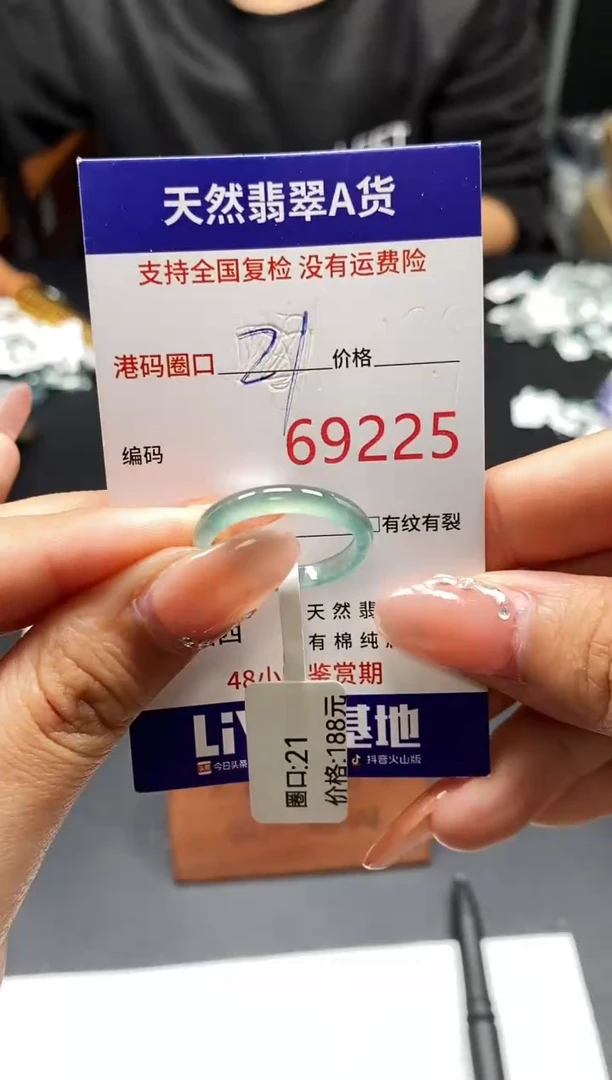 天然翡翠A货
支持全国复检 没有运费险
港码圈口 21 价格
编码 69225
□有纹有裂
天然翡
有棉纯
48小 鉴赏期
LiV 基地
今日头条 抖音火山版
圈口:21
价格:188元